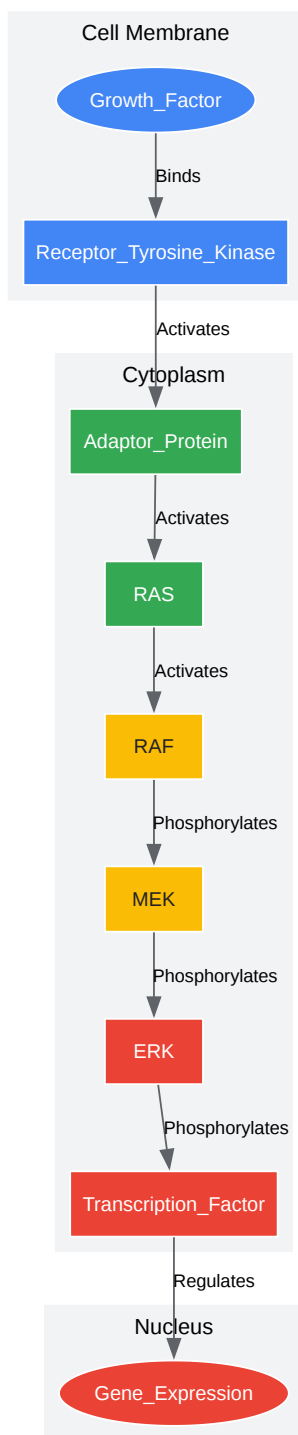 Cell Membrane
Growth_Factor
Binds
Receptor_Tyrosine_Kinase
Activates
Cytoplasm
Adaptor_Protein
Activates
RAS
Activates
RAF
Phosphorylates
MEK
Phosphorylates
ERK
Phosphorylates
Transcription_Factor
Regulates
Nucleus
Gene_Expression